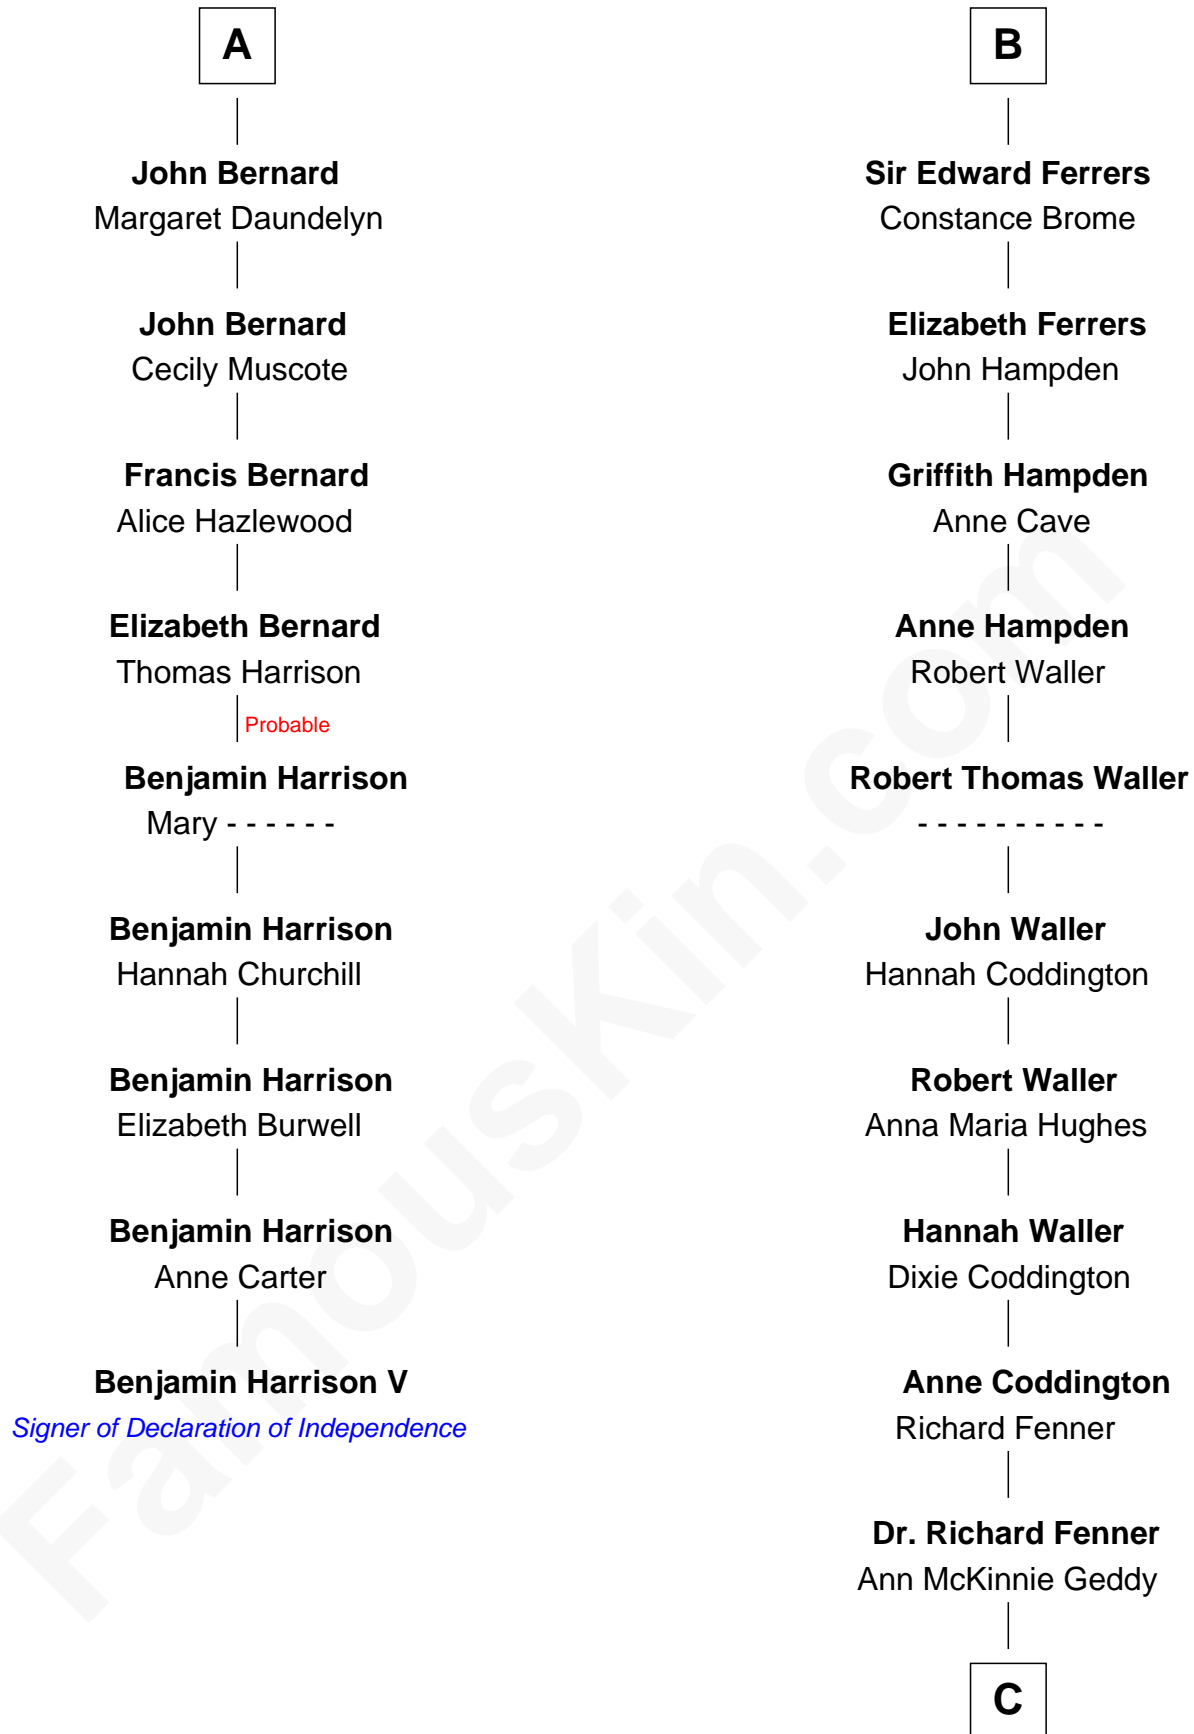 A
John Bernard
Margaret Daundelyn
John Bernard
Cecily Muscote
Francis Bernard
Alice Hazlewood
Elizabeth Bernard
Thomas Harrison
Probable
Benjamin Harrison
Mary - - - - - -
Benjamin Harrison
Hannah Churchill
Benjamin Harrison
Elizabeth Burwell
Benjamin Harrison
Anne Carter
Benjamin Harrison V
Signer of Declaration of Independence
B
Sir Edward Ferrers
Constance Brome
Elizabeth Ferrers
John Hampden
Griffith Hampden
Anne Cave
Anne Hampden
Robert Waller
Robert Thomas Waller
- - - - - - - - - -
John Waller
Hannah Coddington
Robert Waller
Anna Maria Hughes
Hannah Waller
Dixie Coddington
Anne Coddington
Richard Fenner
Dr. Richard Fenner
Ann McKinnie Geddy
C
FamousKin.com